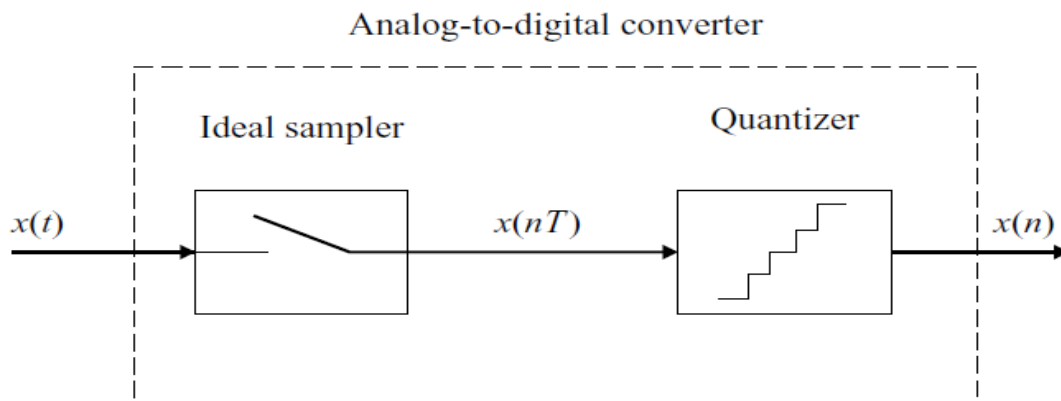 Analog-to-digital converter
Ideal sampler
Quantizer
x(t)
x(nT)
x(n)